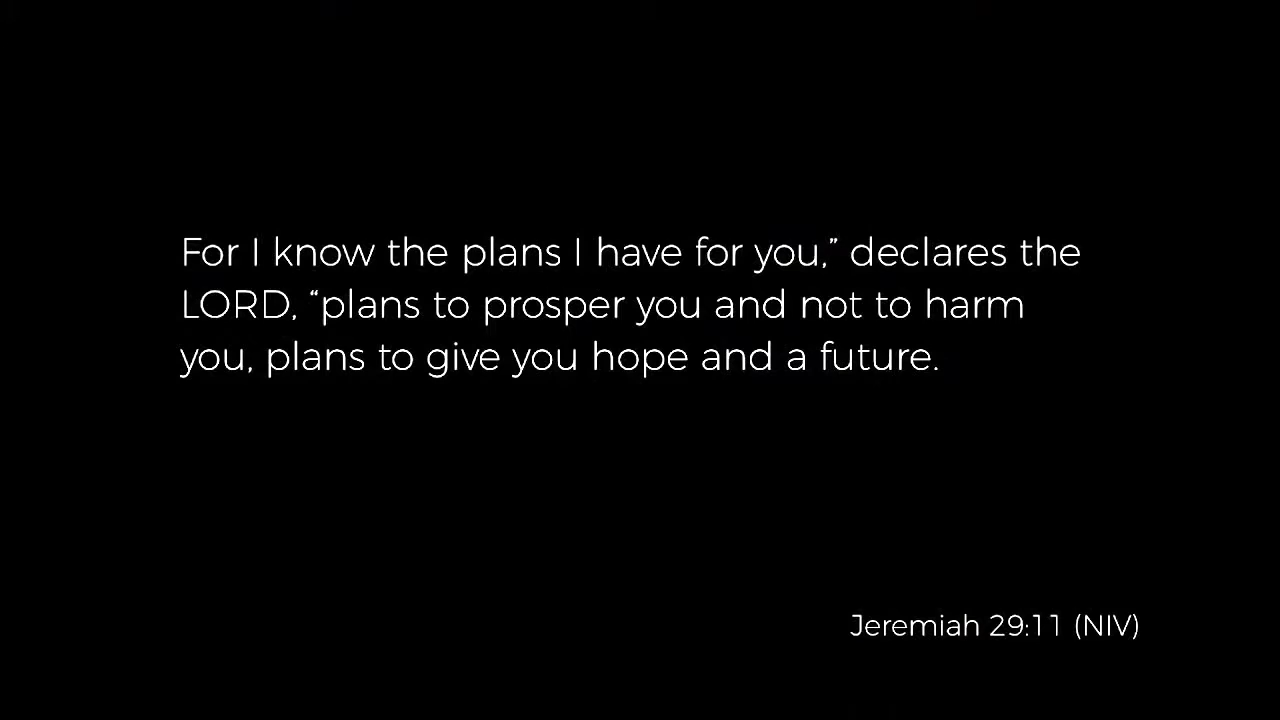 For I know the plans I have for you,” declares the
LORD, “plans to prosper you and not to harm
you, plans to give you hope and a future.
Jeremiah 29:11 (NIV)